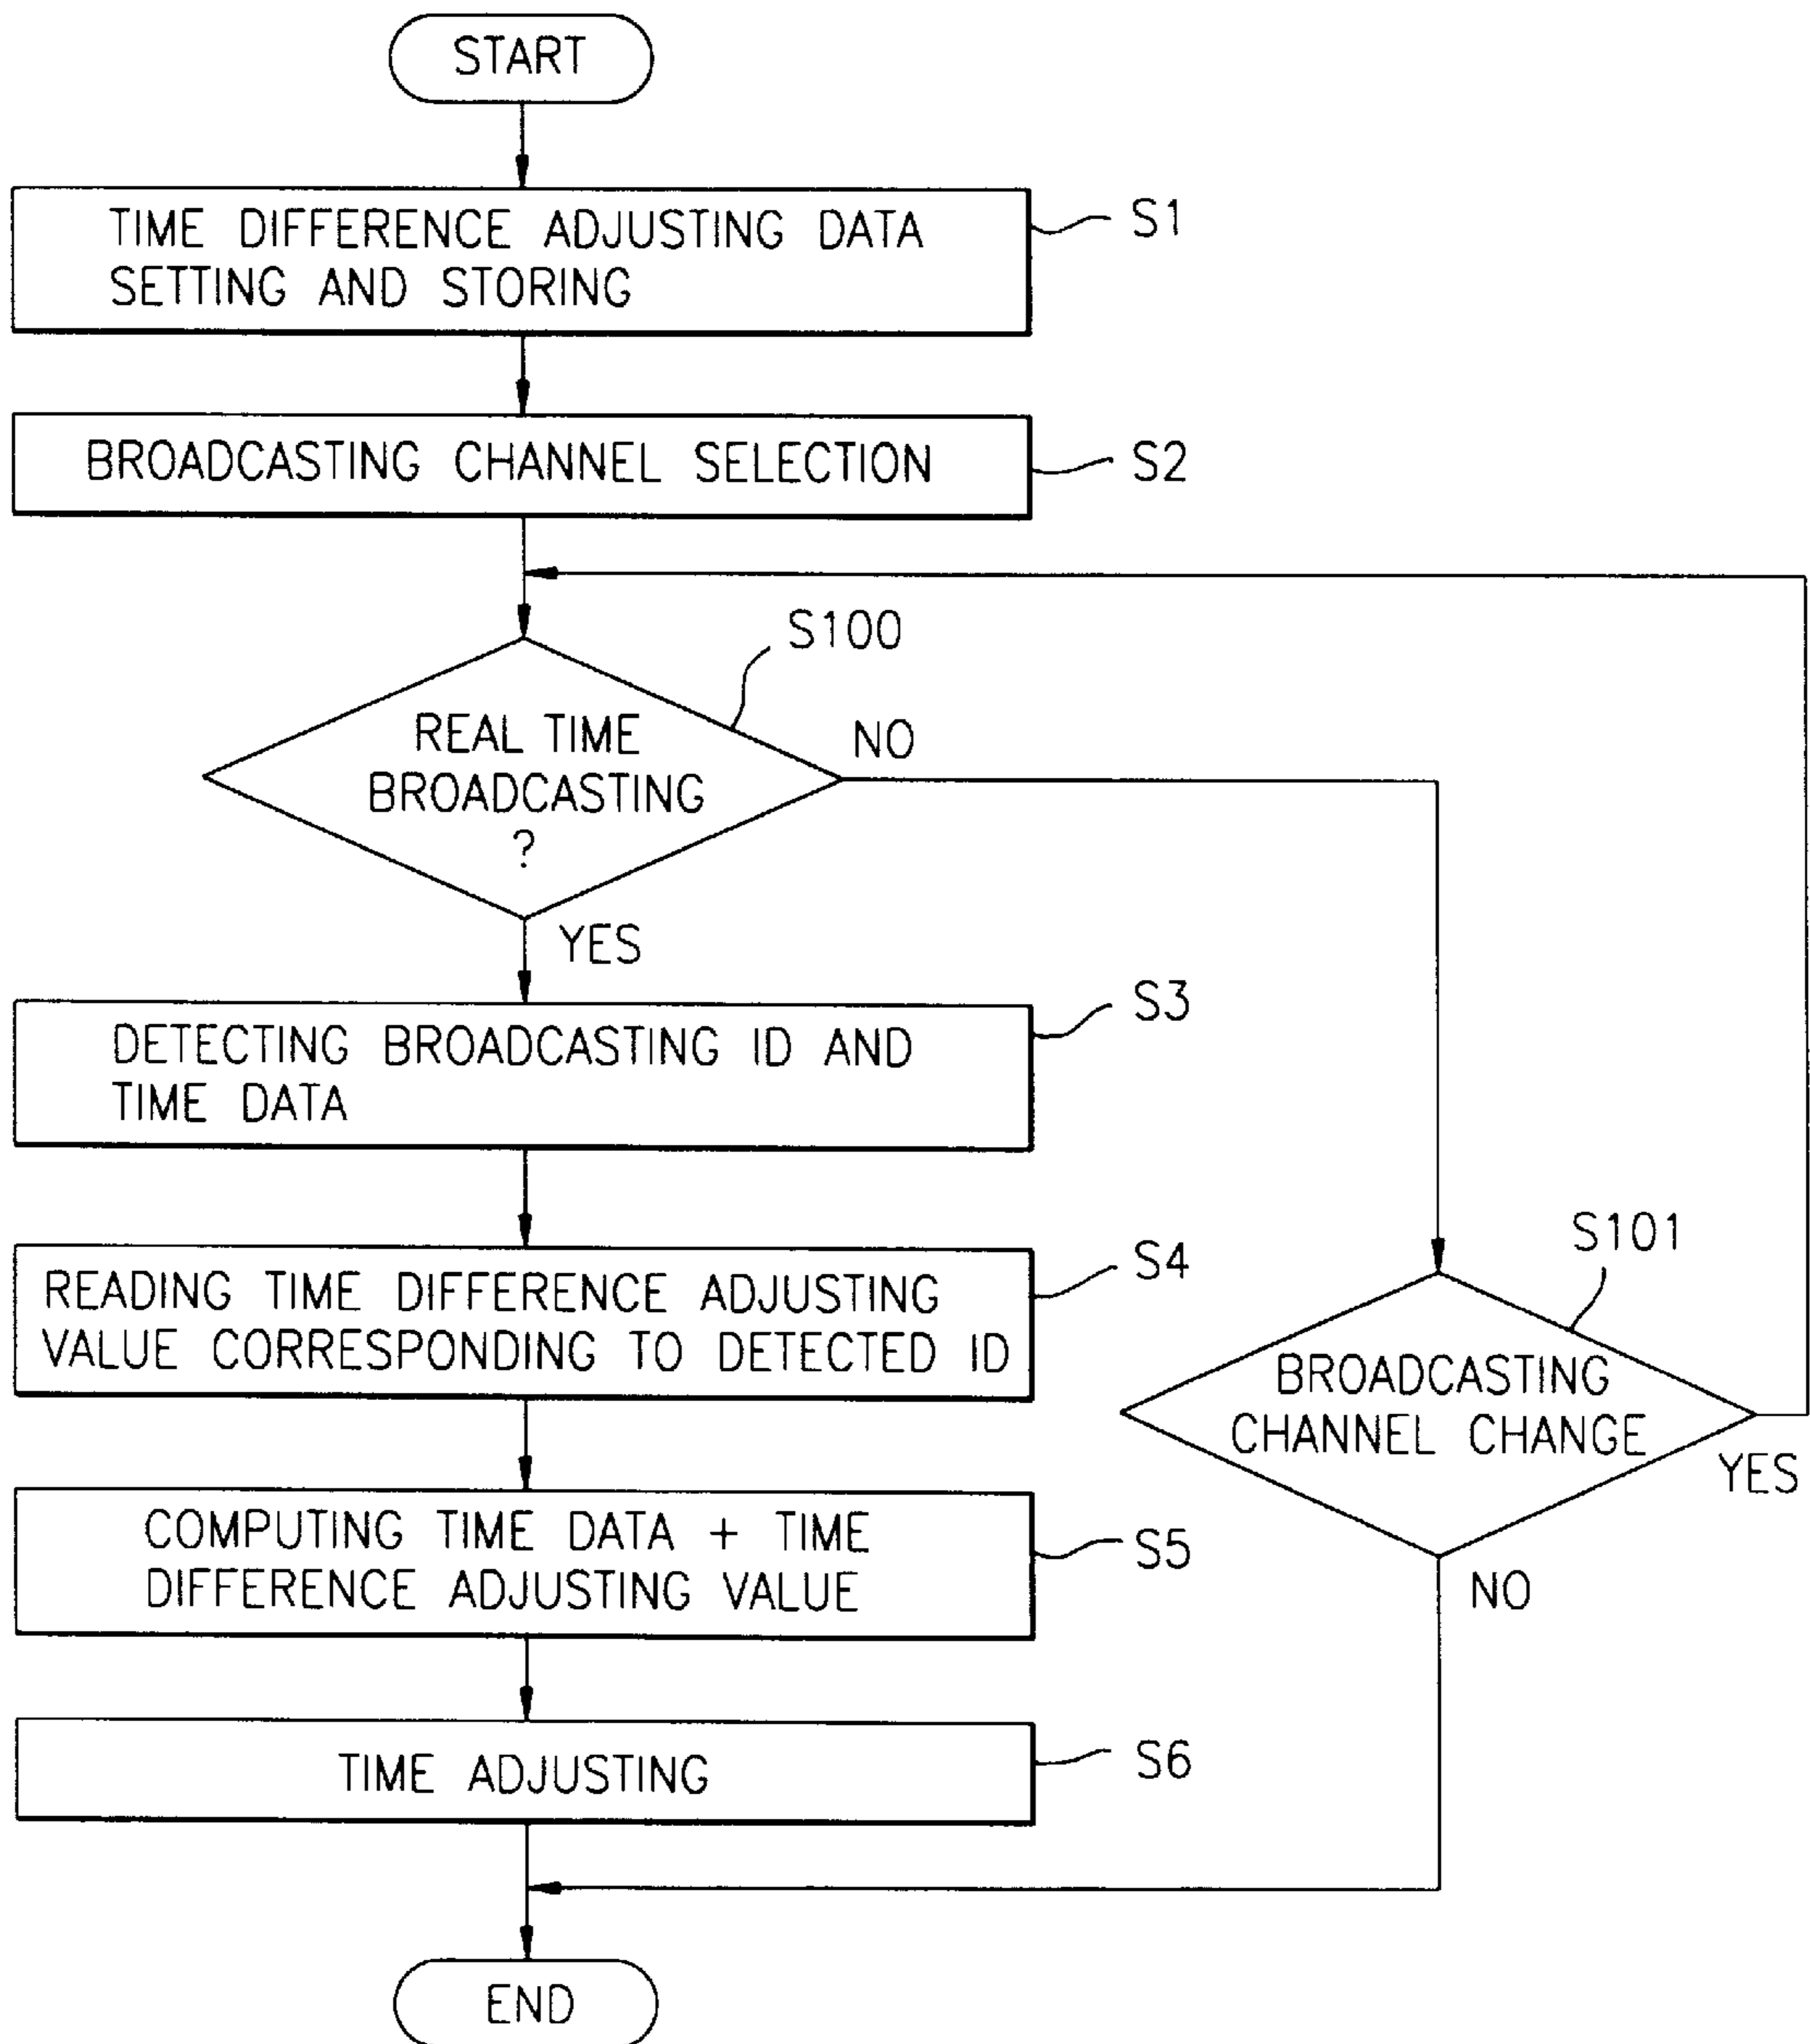 START
TIME DIFFERENCE ADJUSTING DATA
SETTING AND STORING
S1
BROADCASTING CHANNEL SELECTION
S2
S100
REAL TIME
BROADCASTING
?
NO
YES
DETECTING BROADCASTING ID AND
TIME DATA
S3
READING TIME DIFFERENCE ADJUSTING
VALUE CORRESPONDING TO DETECTED ID
S4
S101
BROADCASTING
CHANNEL CHANGE
YES
NO
COMPUTING TIME DATA + TIME
DIFFERENCE ADJUSTING VALUE
S5
TIME ADJUSTING
S6
END